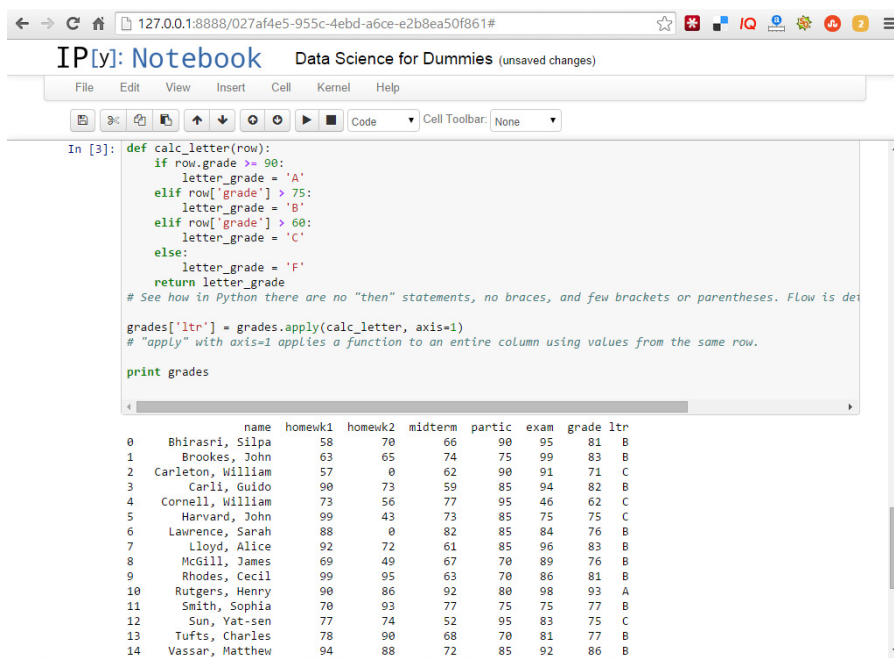 127.0.0.1:8888/027af4e5-955c-4ebd-a6ce-e2b8ea50f861#
IQ
2
IP[y]: Notebook Data Science for Dummies (unsaved changes)
File Edit View Insert Cell Kernel Help
Code Cell Toolbar: None
In [3]: def calc_letter(row):
if row.grade >= 90:
letter_grade = 'A'
elif row['grade'] > 75:
letter_grade = 'B'
elif row['grade'] > 60:
letter_grade = 'C'
else:
letter_grade = 'F'
return letter_grade
# See how in Python there are no "then" statements, no braces, and few brackets or parentheses. Flow is det
grades['ltr'] = grades.apply(calc_letter, axis=1)
# "apply" with axis=1 applies a function to an entire column using values from the same row.
print grades
name homewk1 homewk2 midterm partic exam grade ltr
0 Bhirasri, Silpa 58 70 66 90 95 81 B
1 Brookes, John 63 65 74 75 99 83 B
2 Carleton, William 57 0 62 90 91 71 C
3 Carli, Guido 90 73 59 85 94 82 B
4 Cornell, William 73 56 77 95 46 62 C
5 Harvard, John 99 43 73 85 75 75 C
6 Lawrence, Sarah 88 0 82 85 84 76 B
7 Lloyd, Alice 92 72 61 85 96 83 B
8 McGill, James 69 49 67 70 89 76 B
9 Rhodes, Cecil 99 95 63 70 86 81 B
10 Rutgers, Henry 90 86 92 80 98 93 A
11 Smith, Sophia 70 93 77 75 75 77 B
12 Sun, Yat-sen 77 74 52 95 83 75 C
13 Tufts, Charles 78 90 68 70 81 77 B
14 Vassar, Matthew 94 88 72 85 92 86 B